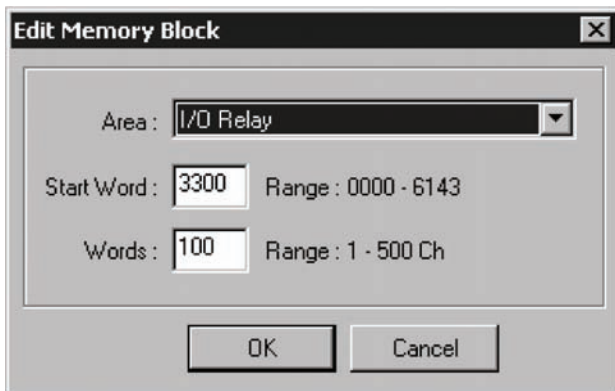 Edit Memory Block
Area : I/O Relay
Start Word : 3300 Range : 0000 - 6143
Words : 100 Range : 1 - 500 Ch
OK Cancel